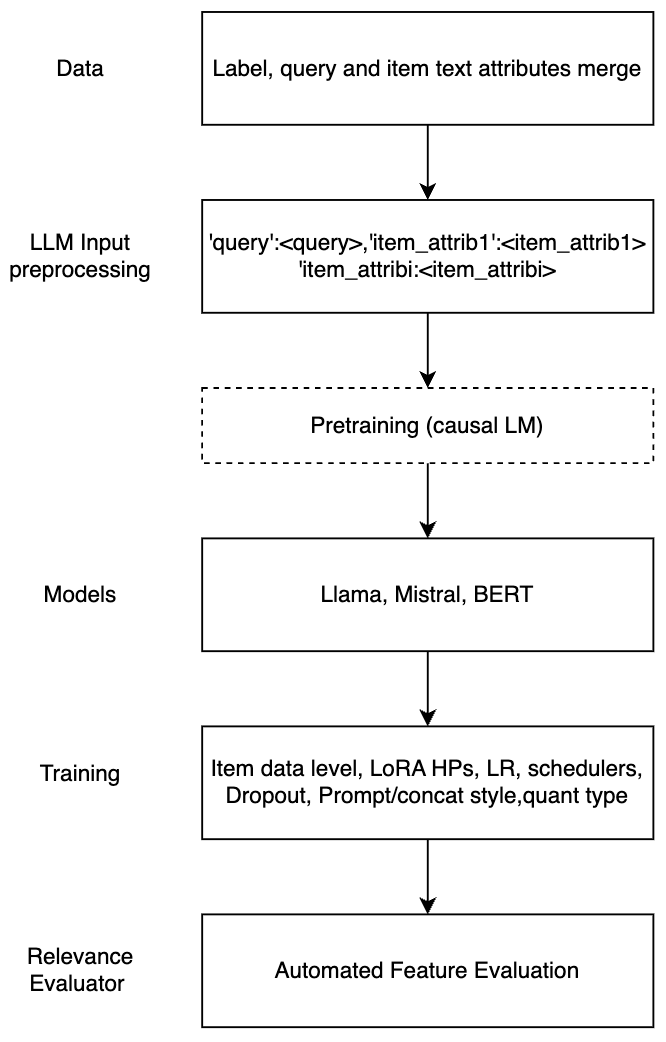 Data
Label, query and item text attributes merge
LLM Input
preprocessing
'query':<query>,'item_attrib1':<item_attrib1>
'item_attribi:<item_attribi>
Pretraining (causal LM)
Models
Llama, Mistral, BERT
Training
Item data level, LoRA HPs, LR, schedulers,
Dropout, Prompt/concat style,quant type
Relevance
Evaluator
Automated Feature Evaluation